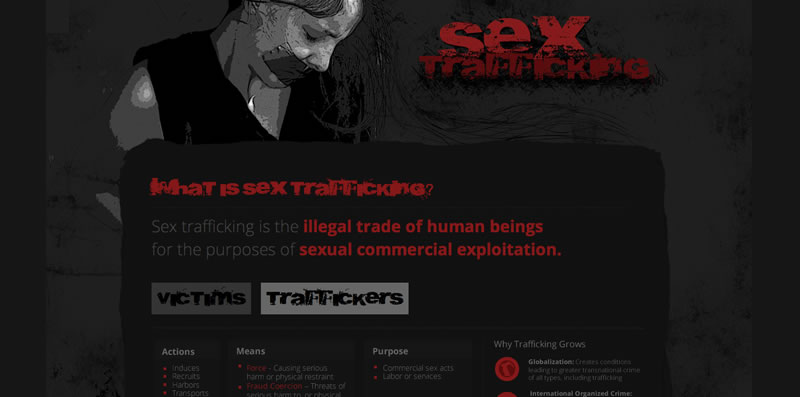 sex
Trafficking
What is sex Trafficking?
Sex trafficking is the illegal trade of human beings
for the purposes of sexual commercial exploitation.
victims
Traffickers
Actions
Induces
Recruits
Harbors
Transports
Means
Force - Causing serious
harm or physical restraint
Fraud Coercion – Threats of
serious harm to, or physical
Purpose
Commercial sex acts
Labor or services
Why Trafficking Grows
Globalization: Creates conditions
leading to greater transnational crime
of all types, including trafficking
International Organized Crime: